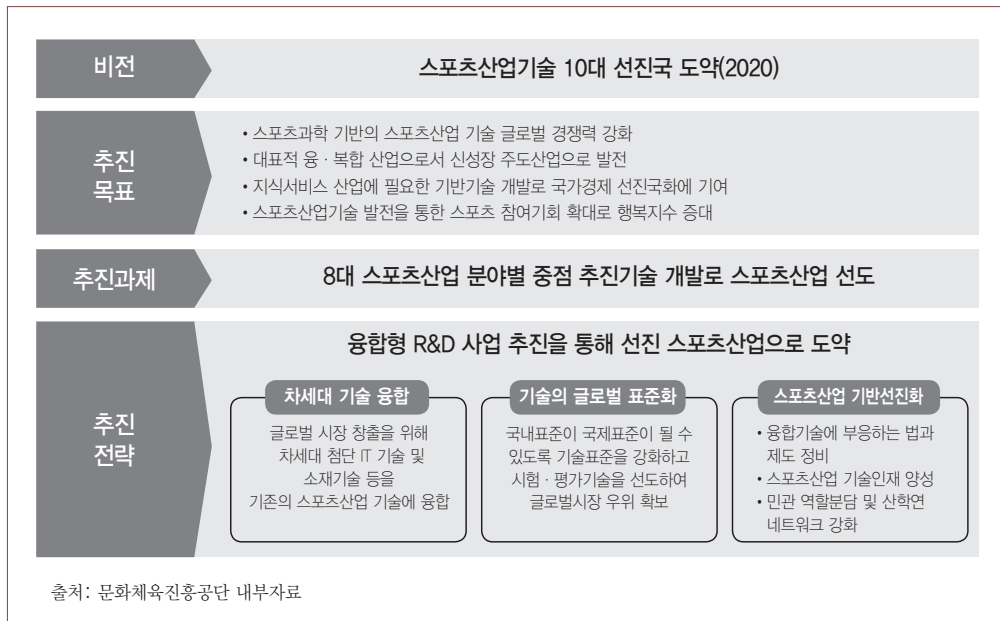 비전
스포츠산업기술 10대 선진국 도약(2020)
추진
목표
• 스포츠과학 기반의 스포츠산업 기술 글로벌 경쟁력 강화
• 대표적 융·복합 산업으로서 신성장 주도산업으로 발전
• 지식서비스 산업에 필요한 기반기술 개발로 국가경제 선진국화에 기여
• 스포츠산업기술 발전을 통한 스포츠 참여기회 확대로 행복지수 증대
추진과제
8대 스포츠산업 분야별 중점 추진기술 개발로 스포츠산업 선도
추진
전략
융합형 R&D 사업 추진을 통해 선진 스포츠산업으로 도약
차세대 기술 융합
글로벌 시장 창출을 위해
차세대 첨단 IT 기술 및
소재기술 등을
기존의 스포츠산업 기술에 융합
기술의 글로벌 표준화
국내표준이 국제표준이 될 수
있도록 기술표준을 강화하고
시험·평가기술을 선도하여
글로벌시장 우위 확보
스포츠산업 기반선진화
• 융합기술에 부응하는 법과
제도 정비
• 스포츠산업 기술인재 양성
• 민관 역할분담 및 산학연
네트워크 강화
출처: 문화체육진흥공단 내부자료